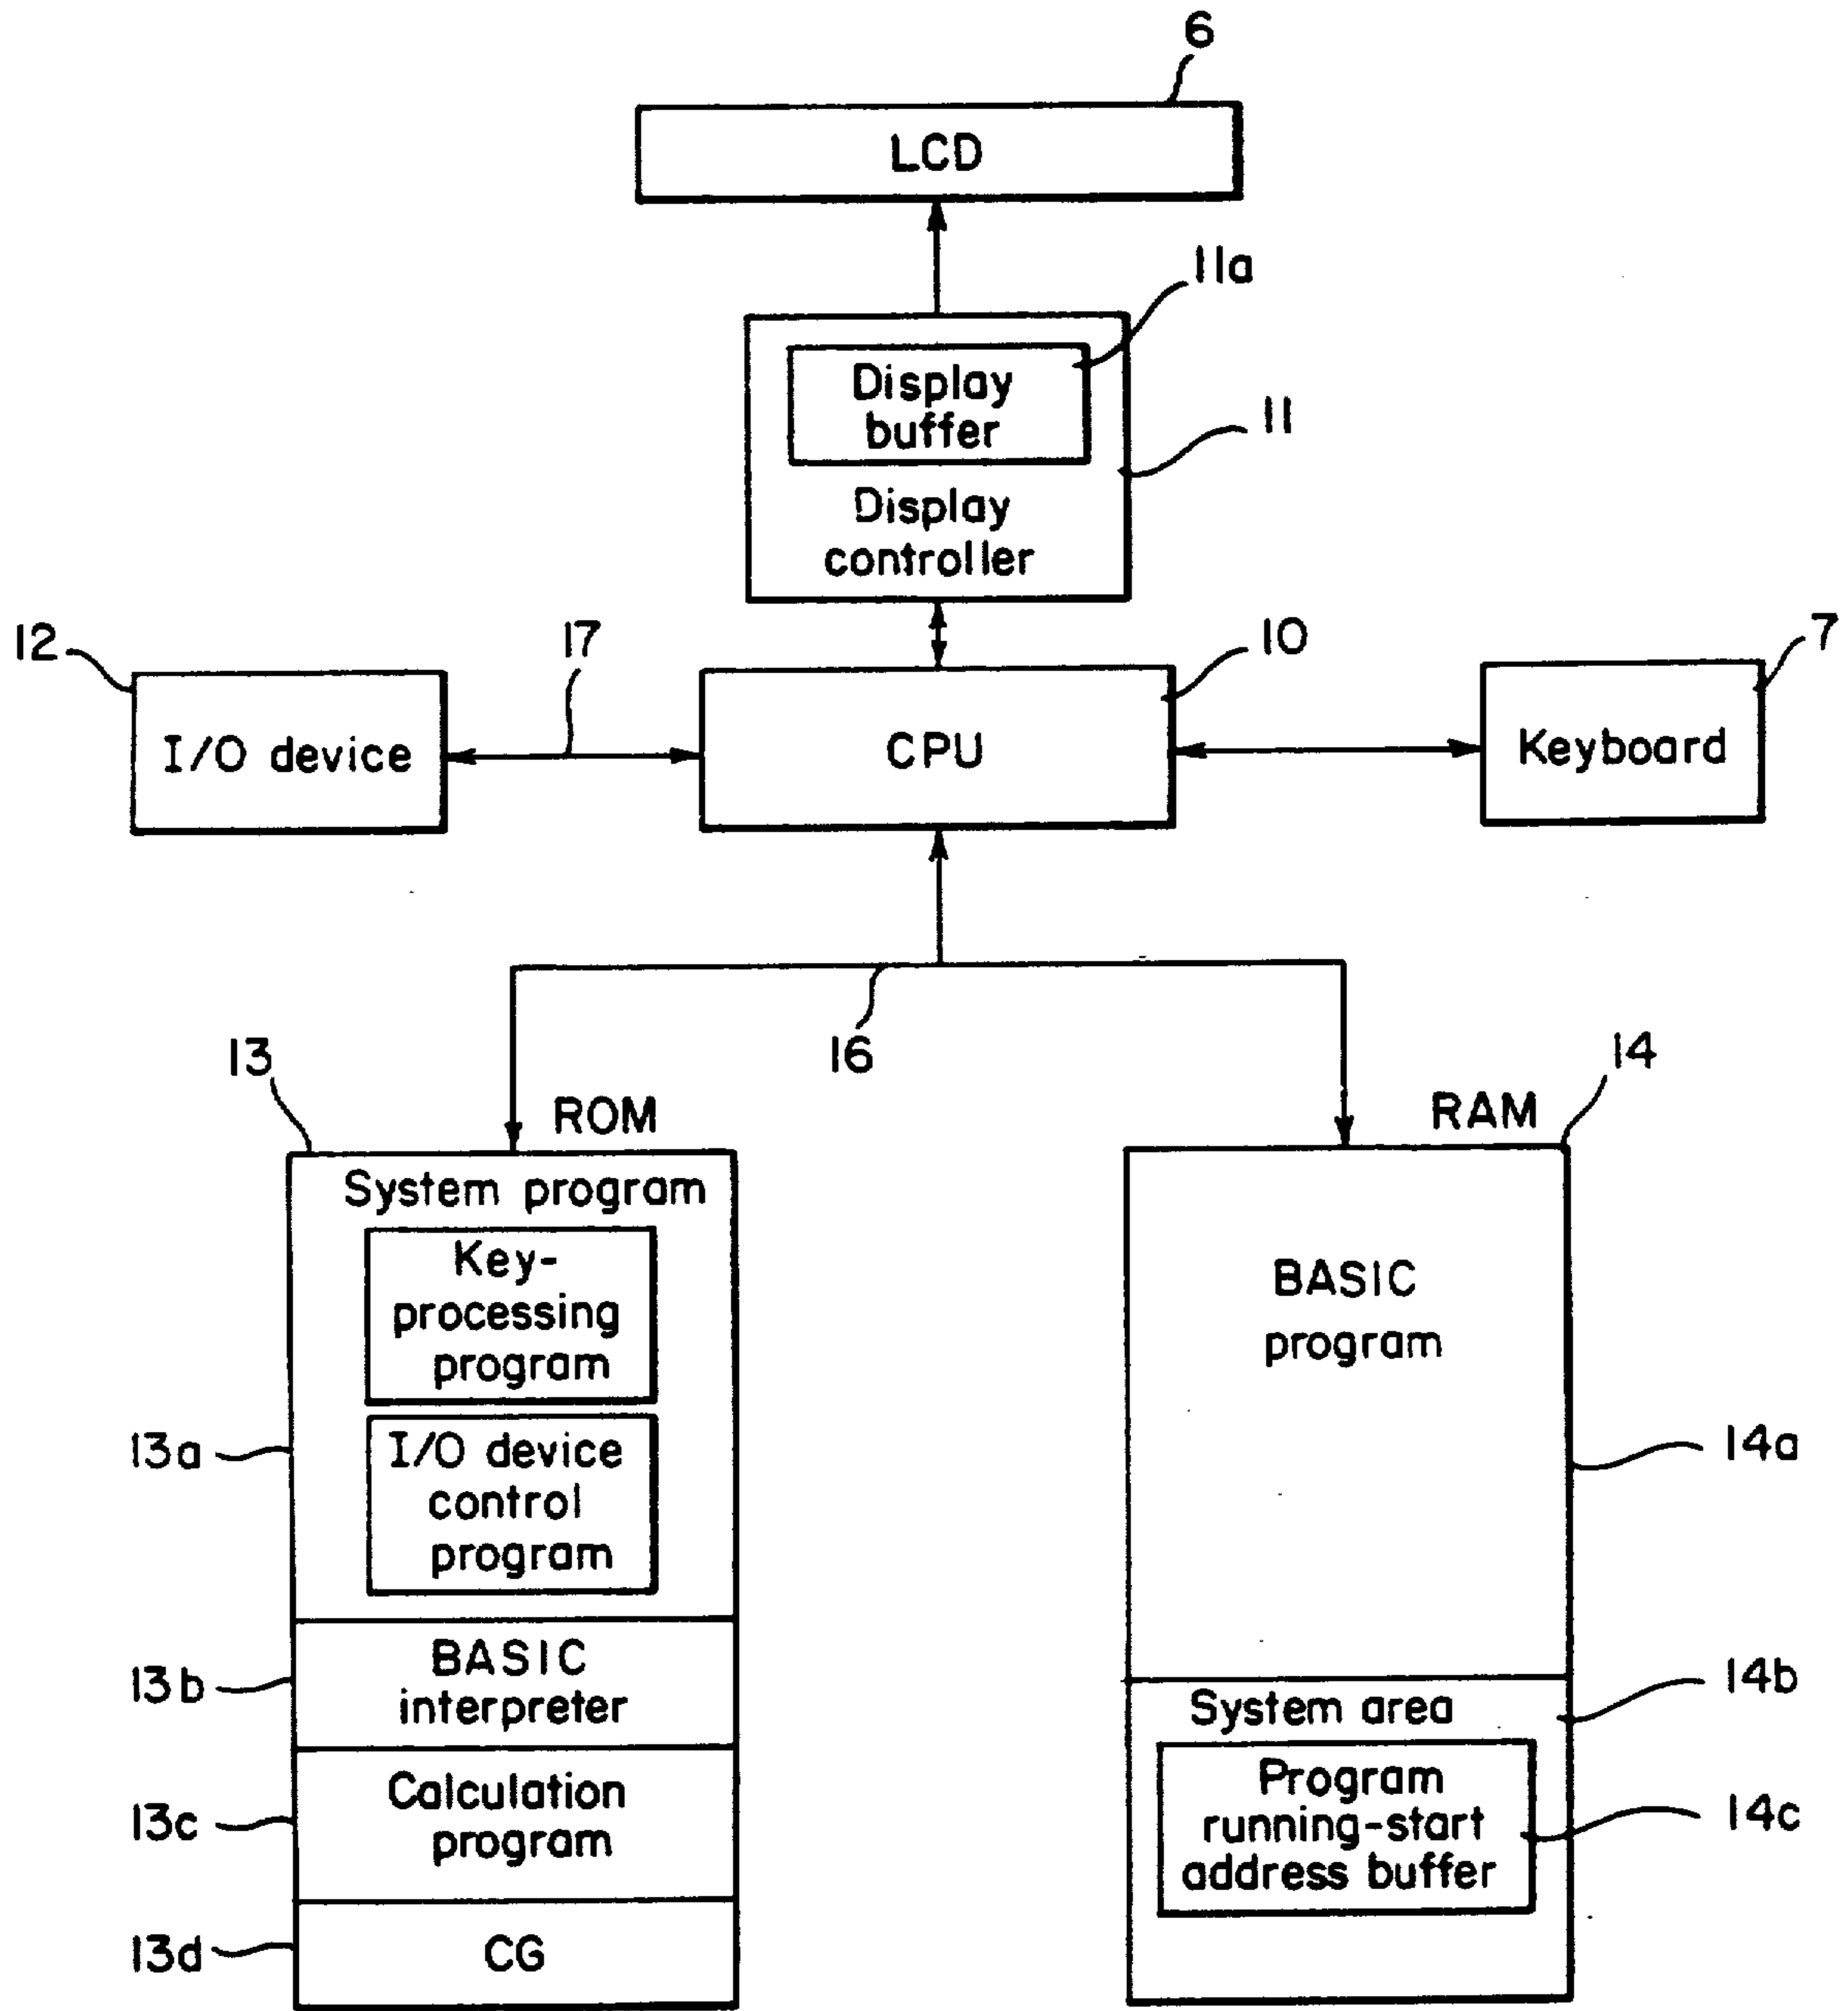 6
LCD
11a
Display
buffer
11
Display
controller
12
17
10
7
I/O device
CPU
Keyboard
16
13
ROM
RAM
14
System program
Key-
processing
program
BASIC
program
13a
I/O device
control
program
14a
13b
BASIC
interpreter
System area
14b
Program
running-start
address buffer
14c
13c
Calculation
program
13d
CG